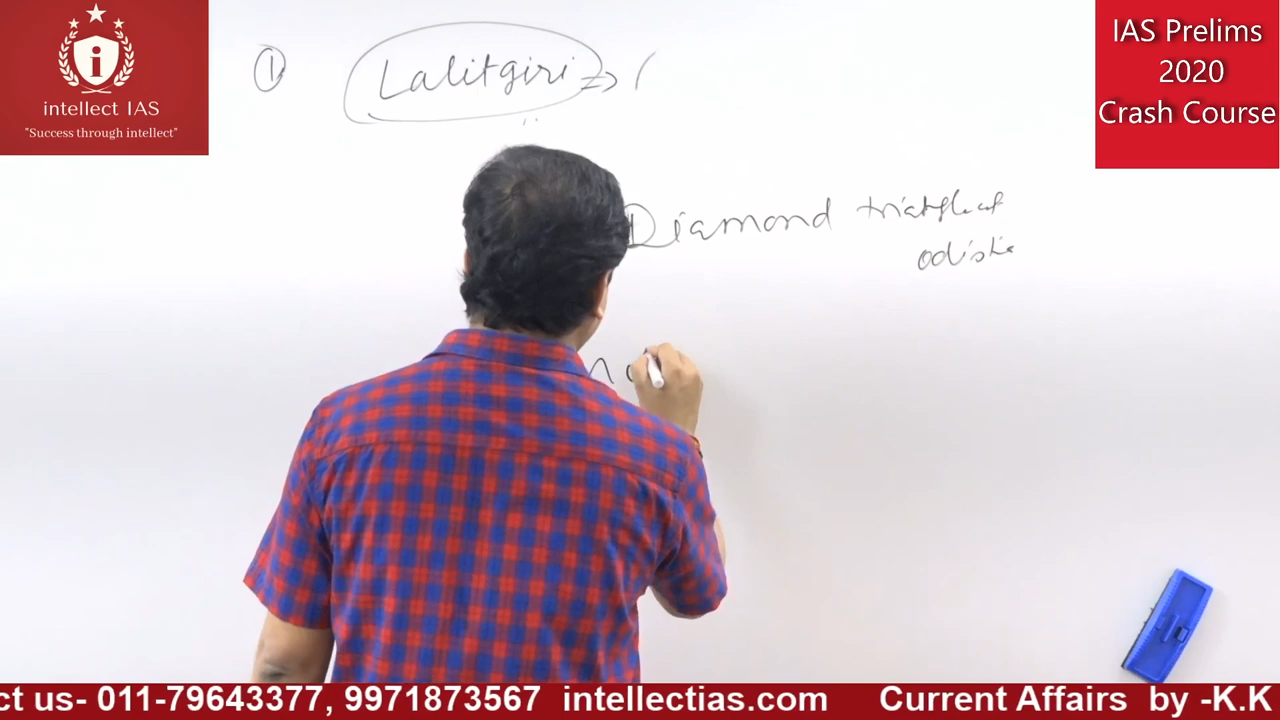 i
intellect IAS
"Success through intellect"
IAS Prelims
2020
Crash Course
① Lalitgiri => (
Diamond triangle of
odisha
ct us- 011-79643377, 9971873567 intellectias.com Current Affairs by -K.K